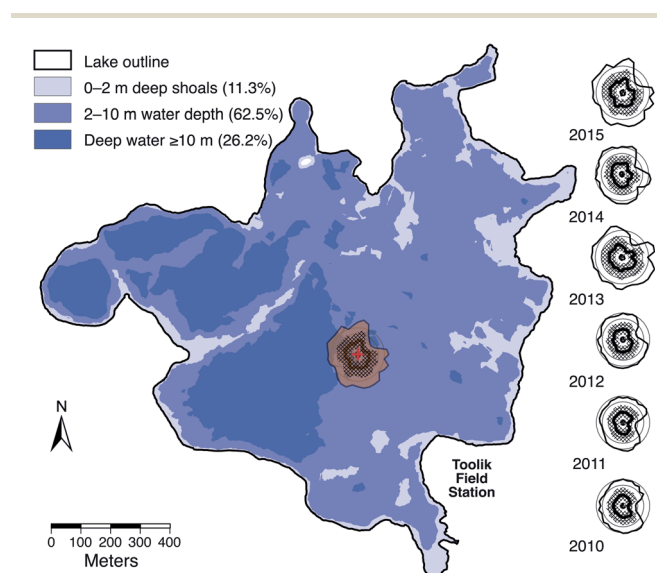 Lake outline
0–2 m deep shoals (11.3%)
2–10 m water depth (62.5%)
Deep water ≥10 m (26.2%)
2015
2014
2013
2012
2011
2010
N
Toolik
Field
Station
0 100 200 300 400
Meters